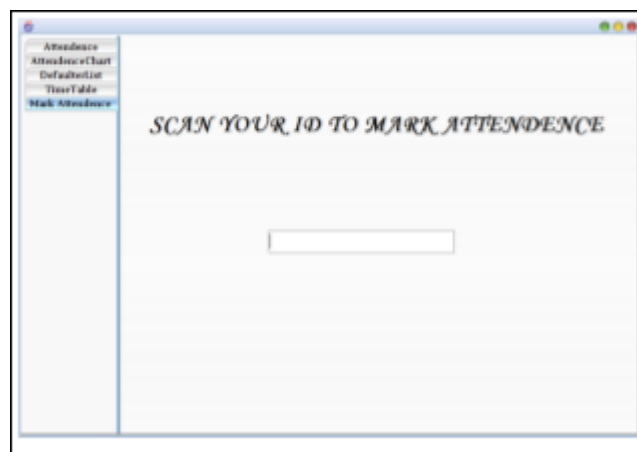 Attendence
AttendenceChart
DefaulterList
TimeTable
Mark Attendence
SCAN YOUR ID TO MARK ATTENDENCE